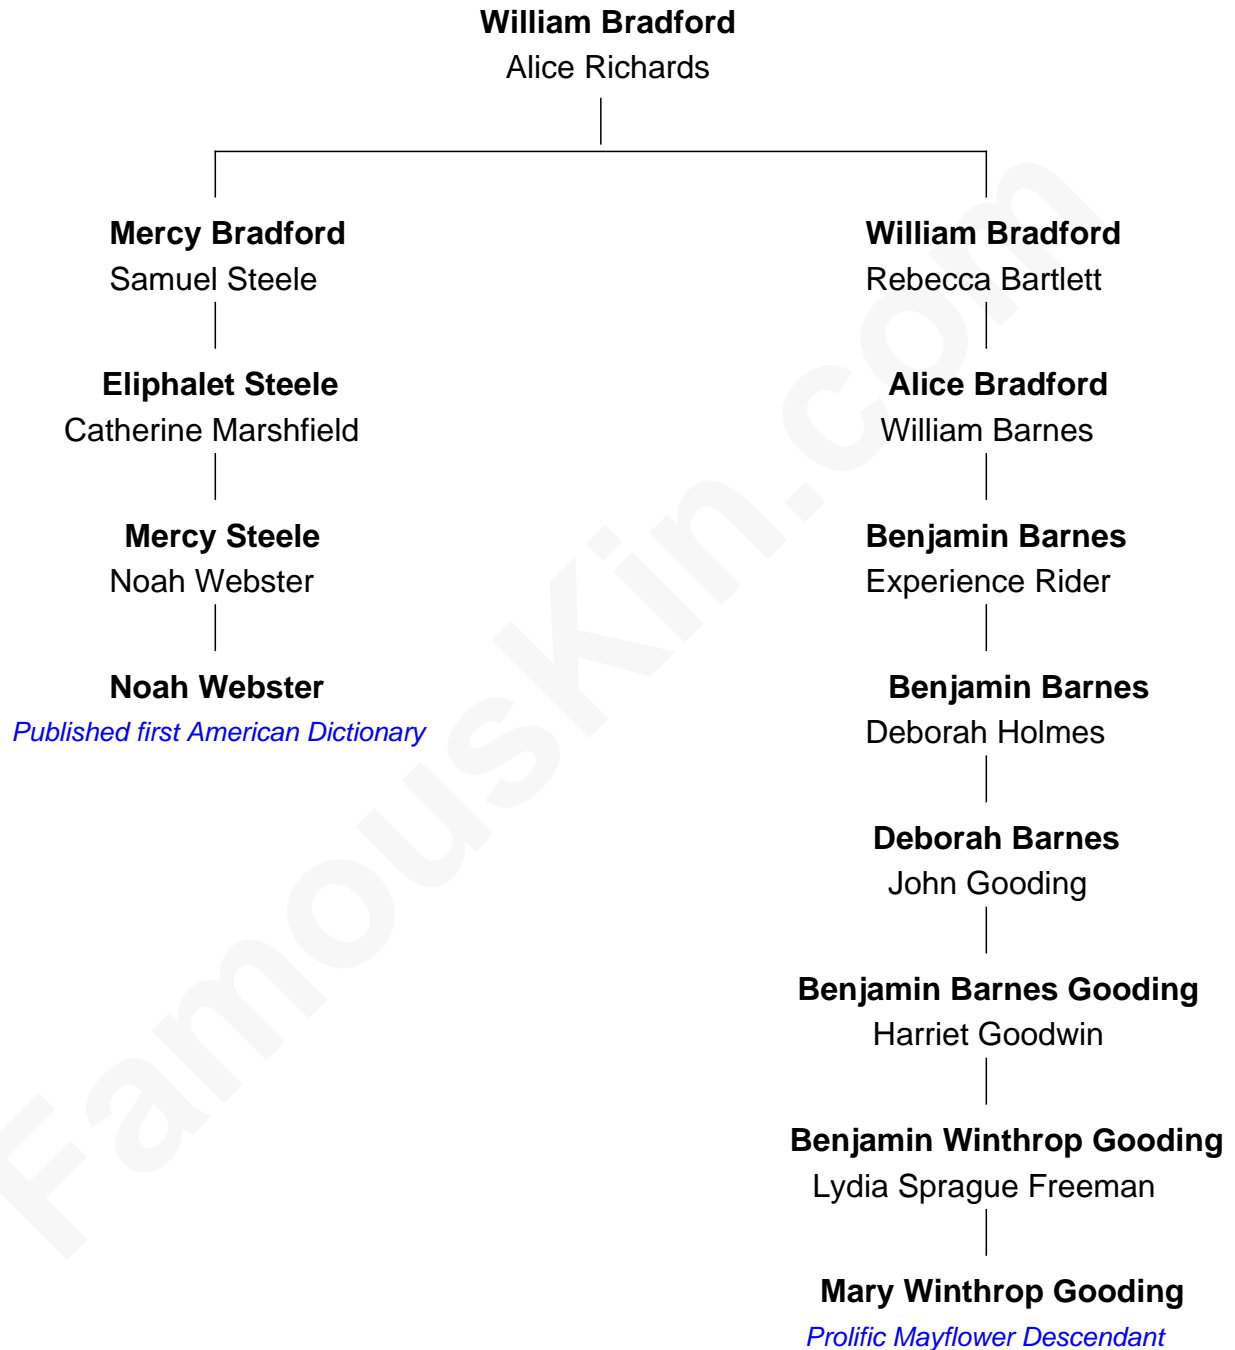 William Bradford
Alice Richards
Mercy Bradford
Samuel Steele
William Bradford
Rebecca Bartlett
Eliphalet Steele
Catherine Marshfield
Alice Bradford
William Barnes
Mercy Steele
Noah Webster
Benjamin Barnes
Experience Rider
Noah Webster
Published first American Dictionary
Benjamin Barnes
Deborah Holmes
Deborah Barnes
John Gooding
Benjamin Barnes Gooding
Harriet Goodwin
Benjamin Winthrop Gooding
Lydia Sprague Freeman
Mary Winthrop Gooding
Prolific Mayflower Descendant
FamousKin.com